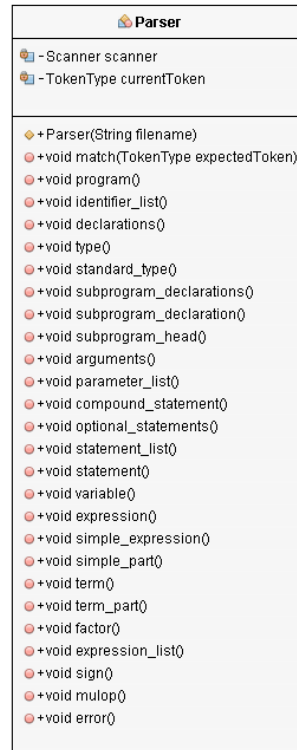 Parser
-Scanner scanner
-TokenType currentToken
+Parser(String filename)
+void match(TokenType expectedToken)
+void program()
+void identifier_list()
+void declarations()
+void type()
+void standard_type()
+void subprogram_declarations()
+void subprogram_declaration()
+void subprogram_head()
+void arguments()
+void parameter_list()
+void compound_statement()
+void optional_statements()
+void statement_list()
+void statement()
+void variable()
+void expression()
+void simple_expression()
+void simple_part()
+void term()
+void term_part()
+void factor()
+void expression_list()
+void sign()
+void mulop()
+void error()